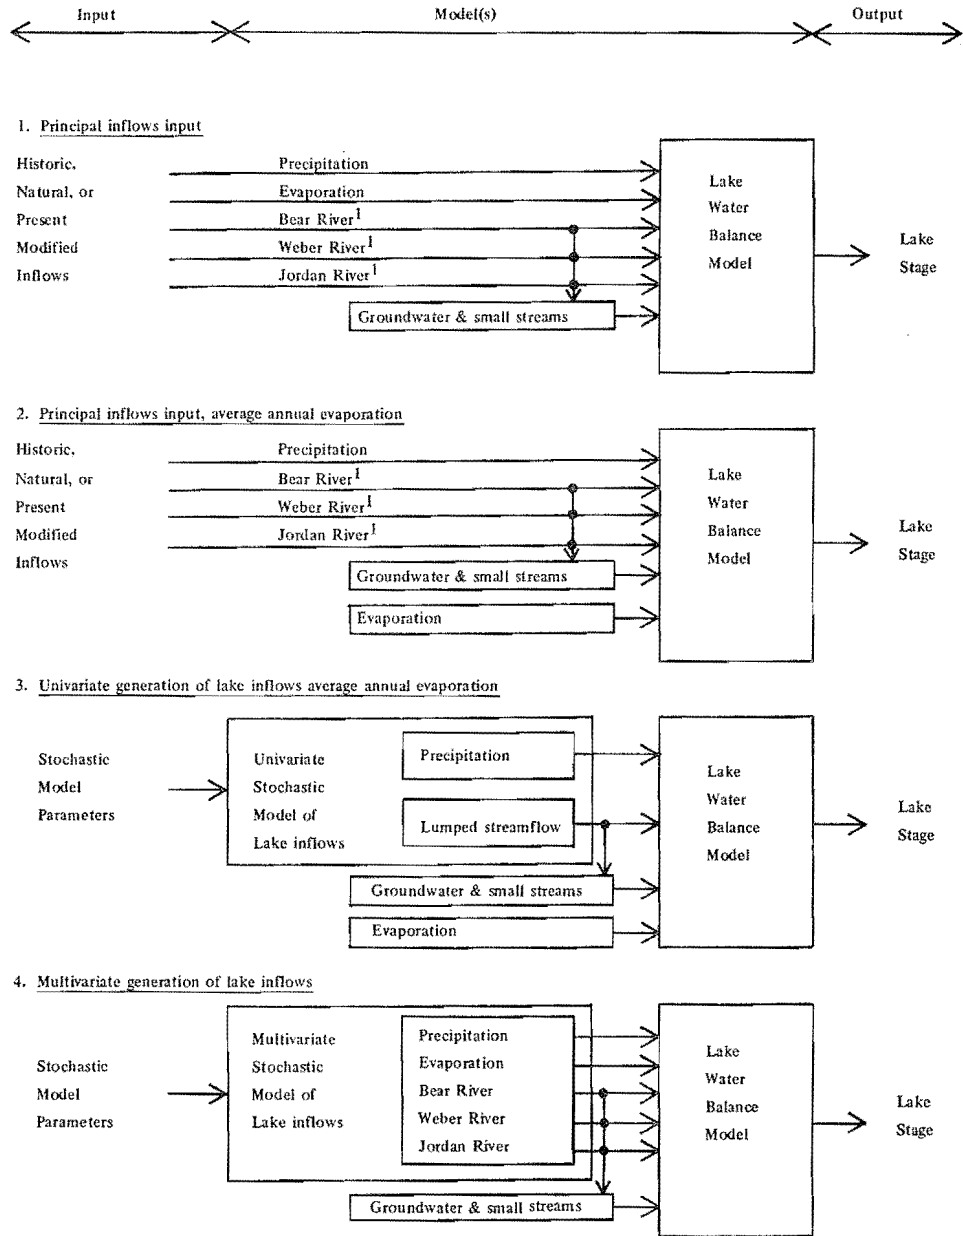 Input Model(s) Output
1. Principal inflows input
Historic,
Natural, or
Present
Modified
Inflows
Precipitation
Evaporation
Bear River1
Weber River1
Jordan River1
Groundwater & small streams
Lake
Water
Balance
Model
Lake
Stage
2. Principal inflows input, average annual evaporation
Historic,
Natural, or
Present
Modified
Inflows
Precipitation
Bear River1
Weber River1
Jordan River1
Groundwater & small streams
Evaporation
Lake
Water
Balance
Model
Lake
Stage
3. Univariate generation of lake inflows average annual evaporation
Stochastic
Model
Parameters
Univariate
Stochastic
Model of
Lake inflows
Precipitation
Lumped streamflow
Groundwater & small streams
Evaporation
Lake
Water
Balance
Model
Lake
Stage
4. Multivariate generation of lake inflows
Stochastic
Model
Parameters
Multivariate
Stochastic
Model of
Lake inflows
Precipitation
Evaporation
Bear River
Weber River
Jordan River
Groundwater & small streams
Lake
Water
Balance
Model
Lake
Stage